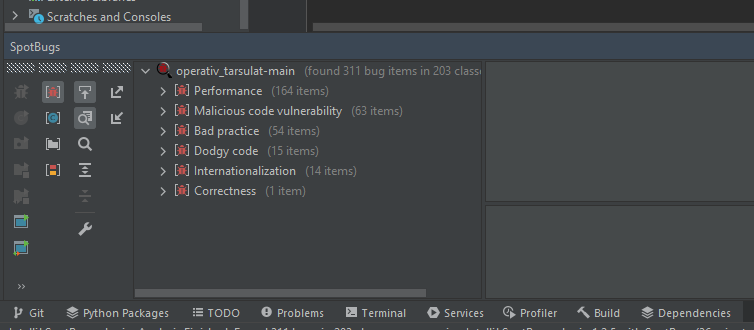 Scratches and Consoles
SpotBugs
operativ_tarsulat-main (found 311 bug items in 203 classe
Performance (164 items)
Malicious code vulnerability (63 items)
Bad practice (54 items)
Dodgy code (15 items)
Internationalization (14 items)
Correctness (1 item)
>>
Git Python Packages TODO Problems Terminal Services Profiler Build Dependencies